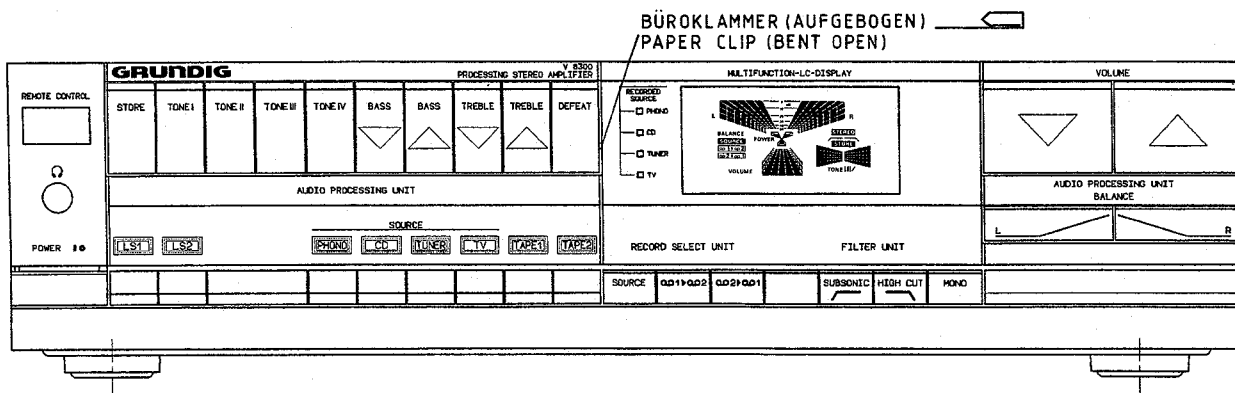 BÜROKLAMMER (AUFGEBOGEN)
PAPER CLIP (BENT OPEN)
GRUNDIG
V 8300
PROCESSING STEREO AMPLIFIER
MULTIFUNCTION-LC-DISPLAY
VOLUME
REMOTE CONTROL
STORE TONE I TONE II TONE III TONE IV BASS BASS TREBLE TREBLE DEFEAT
RECORDED
SOURCE
PHONO
CD
TUNER
TV
L R
BALANCE
SOURCE
POWER
STEREO
VOLUME
AUDIO PROCESSING UNIT
AUDIO PROCESSING UNIT
BALANCE
L R
SOURCE
POWER
LS1 LS2 PHONO CD TUNER TV TAPE1 TAPE2
RECORD SELECT UNIT FILTER UNIT
SOURCE SUBSONIC HIGH CUT MONO